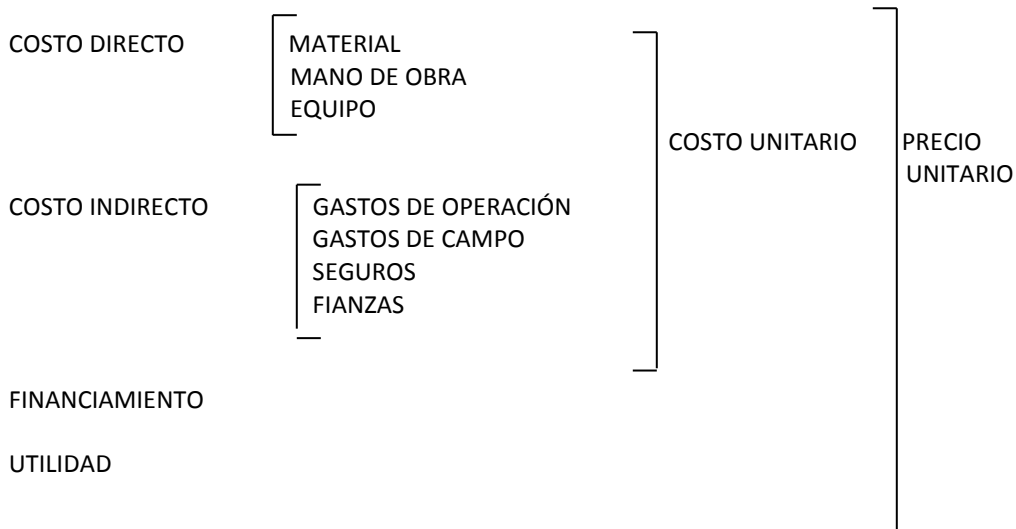 COSTO DIRECTO MATERIAL
MANO DE OBRA
EQUIPO
COSTO UNITARIO PRECIO
UNITARIO
COSTO INDIRECTO GASTOS DE OPERACIÓN
GASTOS DE CAMPO
SEGUROS
FIANZAS
FINANCIAMIENTO
UTILIDAD